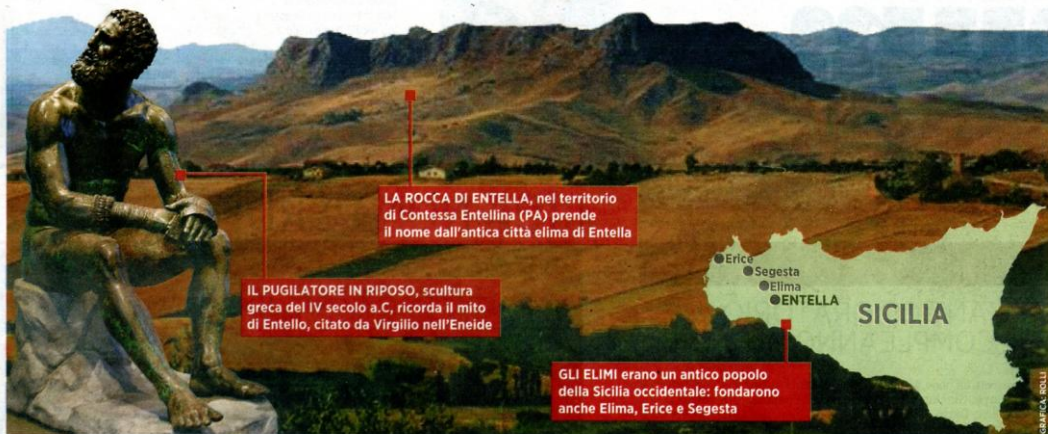 LA ROCCA DI ENTELLA, nel territorio
di Contessa Entellina (PA) prende
il nome dall'antica città elima di Entella
IL PUGILATORE IN RIPOSO, scultura
greca del IV secolo a.C, ricorda il mito
di Entello, citato da Virgilio nell'Eneide
Erice
Segesta
Elima
ENTELLA
SICILIA
GLI ELIMI erano un antico popolo
della Sicilia occidentale: fondarono
anche Elima, Erice e Segesta
GRAFICA: ROLLI